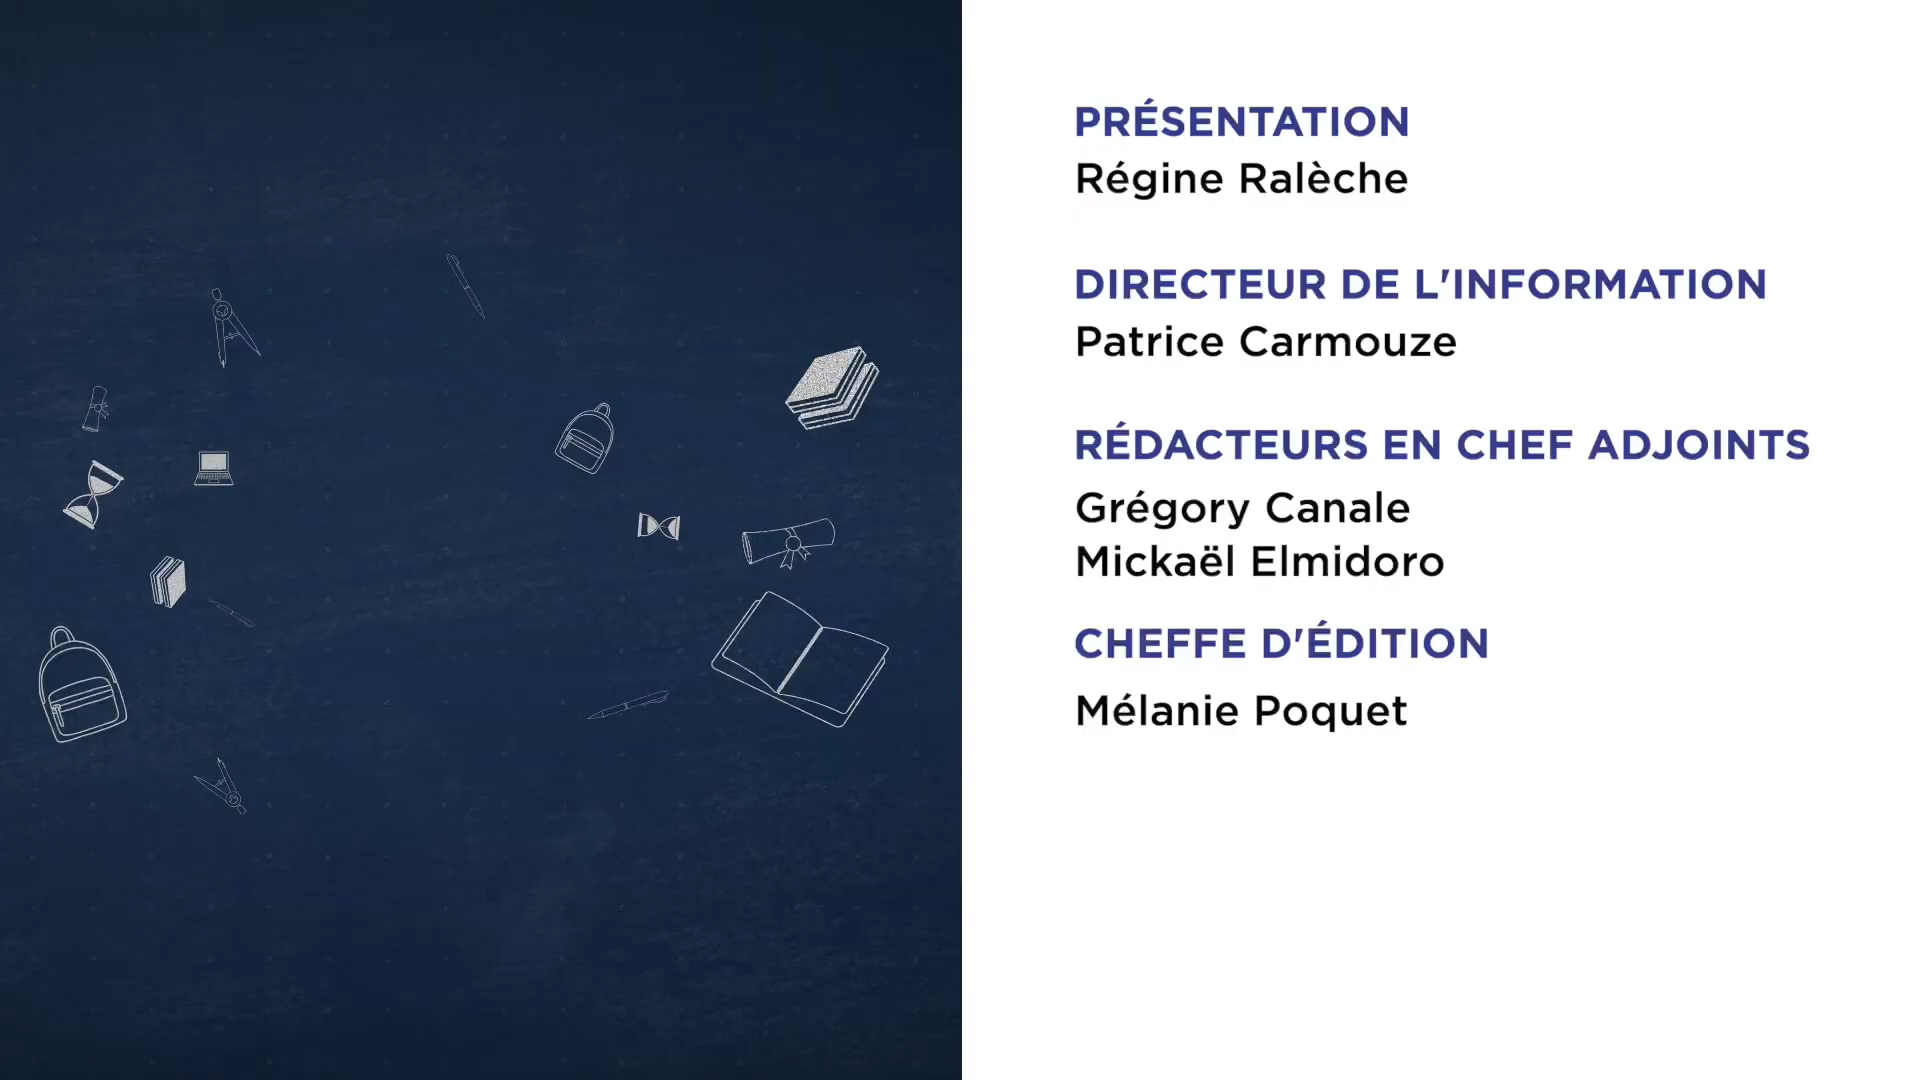 PRÉSENTATION
Régine Ralèche
DIRECTEUR DE L'INFORMATION
Patrice Carmouze
RÉDACTEURS EN CHEF ADJOINTS
Grégory Canale
Mickaël Elmidoro
CHEFFE D'ÉDITION
Mélanie Poquet